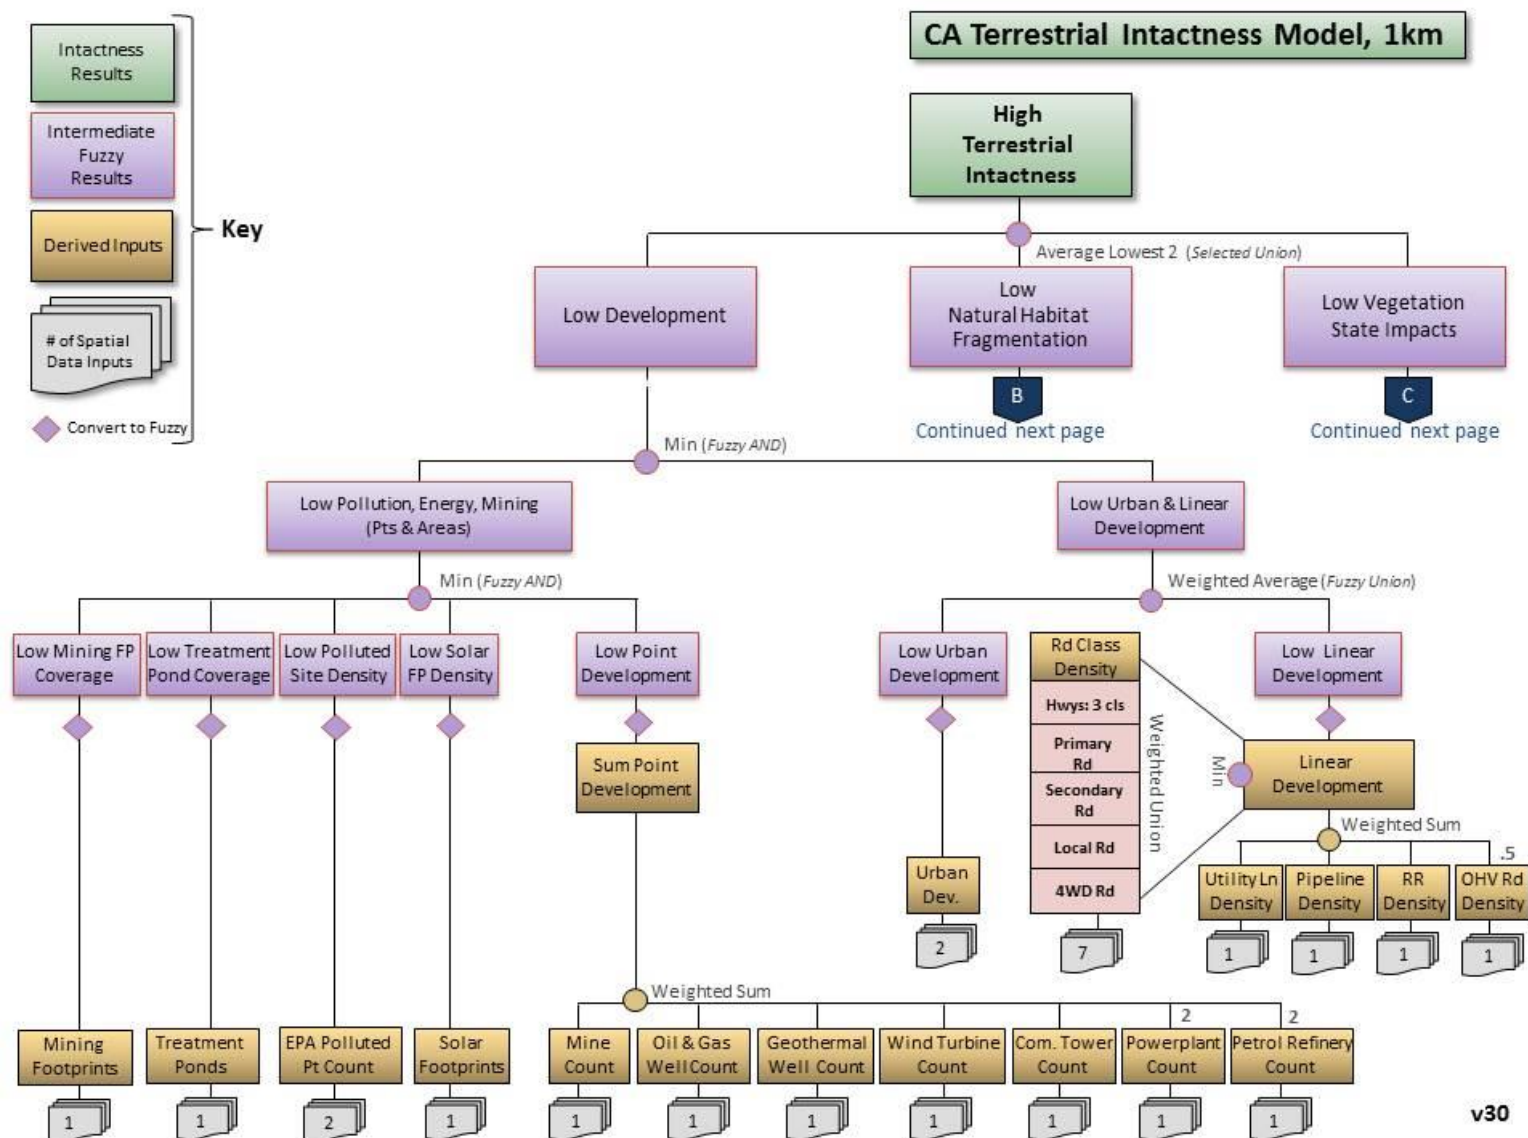 CA Terrestrial Intactness Model, 1km
Intactness
Results
Intermediate
Fuzzy
Results
Derived Inputs
# of Spatial
Data Inputs
Convert to Fuzzy
Key
High
Terrestrial
Intactness
Average Lowest 2 (Selected Union)
Low Development
Low
Natural Habitat
Fragmentation
Low Vegetation
State Impacts
B
Continued next page
C
Continued next page
Min (Fuzzy AND)
Low Pollution, Energy, Mining
(Pts & Areas)
Low Urban & Linear
Development
Min (Fuzzy AND)
Weighted Average (Fuzzy Union)
Low Mining FP
Coverage
Low Treatment
Pond Coverage
Low Polluted
Site Density
Low Solar
FP Density
Low Point
Development
Low Urban
Development
Rd Class
Density
Low Linear
Development
Hwys: 3 cls
Primary
Rd
Secondary
Rd
Local Rd
4WD Rd
Weighted Union
Min
Sum Point
Development
Linear
Development
Weighted Sum
.5
Urban
Dev.
Utility Ln
Density
Pipeline
Density
RR
Density
OHV Rd
Density
2
7
1
1
1
1
Weighted Sum
2
2
Mining
Footprints
Treatment
Ponds
EPA Polluted
Pt Count
Solar
Footprints
Mine
Count
Oil & Gas
Well Count
Geothermal
Well Count
Wind Turbine
Count
Com. Tower
Count
Powerplant
Count
Petrol Refinery
Count
1
1
2
1
1
1
1
1
1
1
1
v30